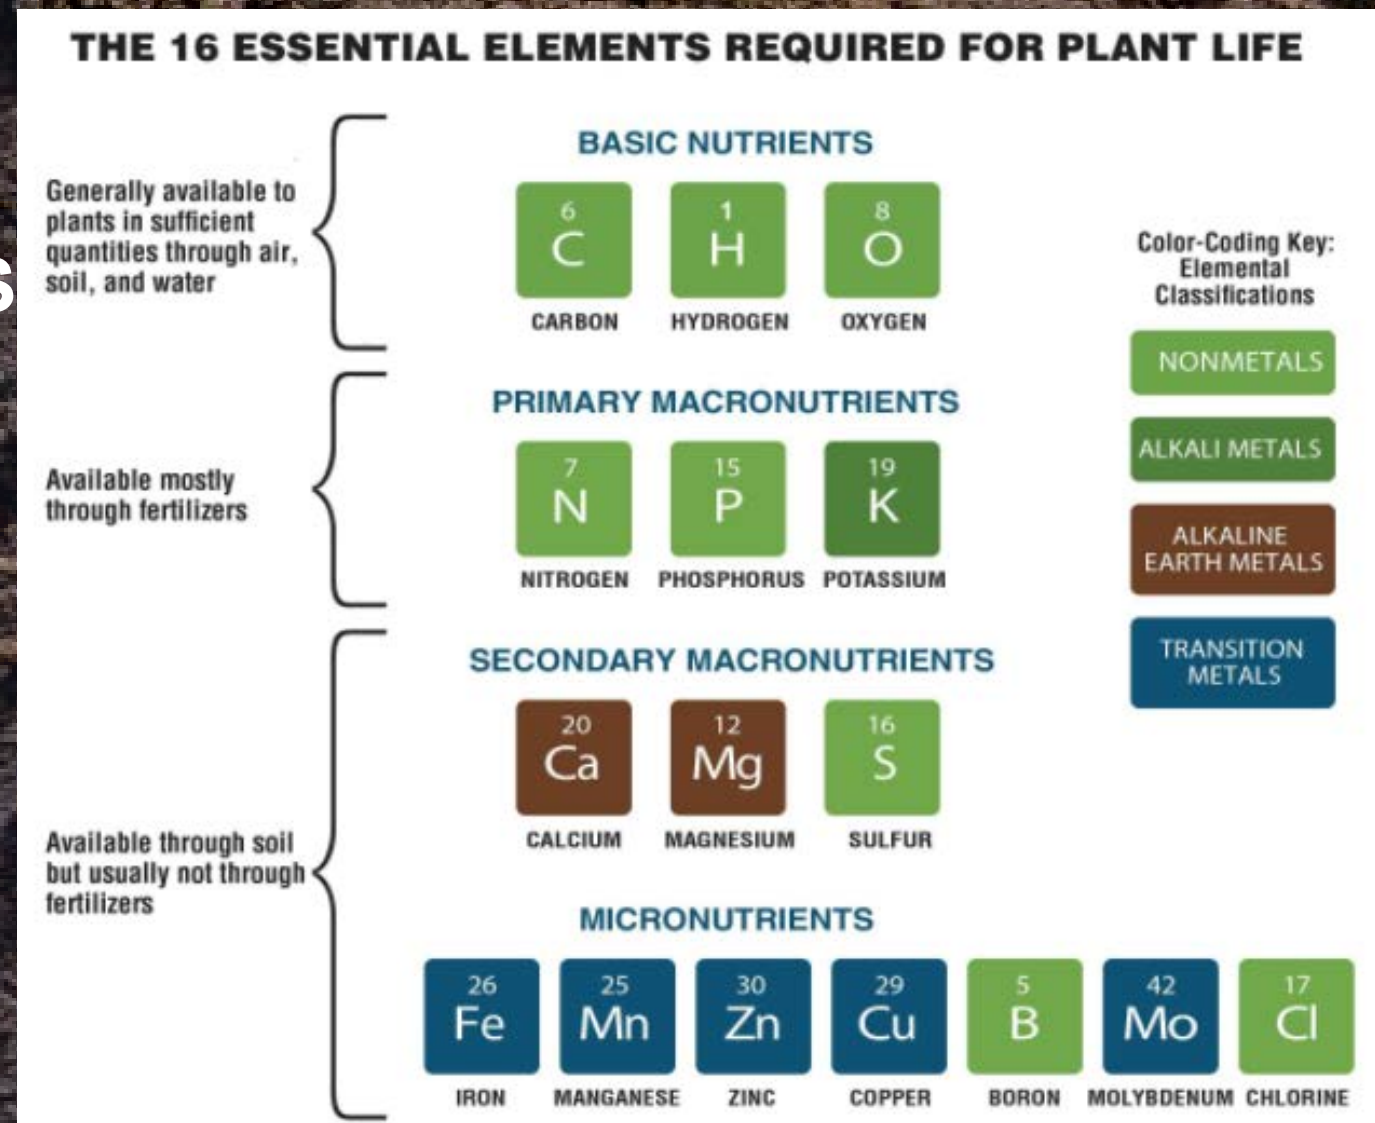 THE 16 ESSENTIAL ELEMENTS REQUIRED FOR PLANT LIFE
BASIC NUTRIENTS
Generally available to
plants in sufficient
quantities through air,
soil, and water
s
6
C
CARBON
1
H
HYDROGEN
8
O
OXYGEN
Color-Coding Key:
Elemental
Classifications
NONMETALS
ALKALI METALS
ALKALINE
EARTH METALS
TRANSITION
METALS
PRIMARY MACRONUTRIENTS
Available mostly
through fertilizers
7
N
NITROGEN
15
P
PHOSPHORUS
19
K
POTASSIUM
SECONDARY MACRONUTRIENTS
20
Ca
CALCIUM
12
Mg
MAGNESIUM
16
S
SULFUR
Available through soil
but usually not through
fertilizers
MICRONUTRIENTS
26
Fe
IRON
25
Mn
MANGANESE
30
Zn
ZINC
29
Cu
COPPER
5
B
BORON
42
Mo
MOLYBDENUM
17
Cl
CHLORINE